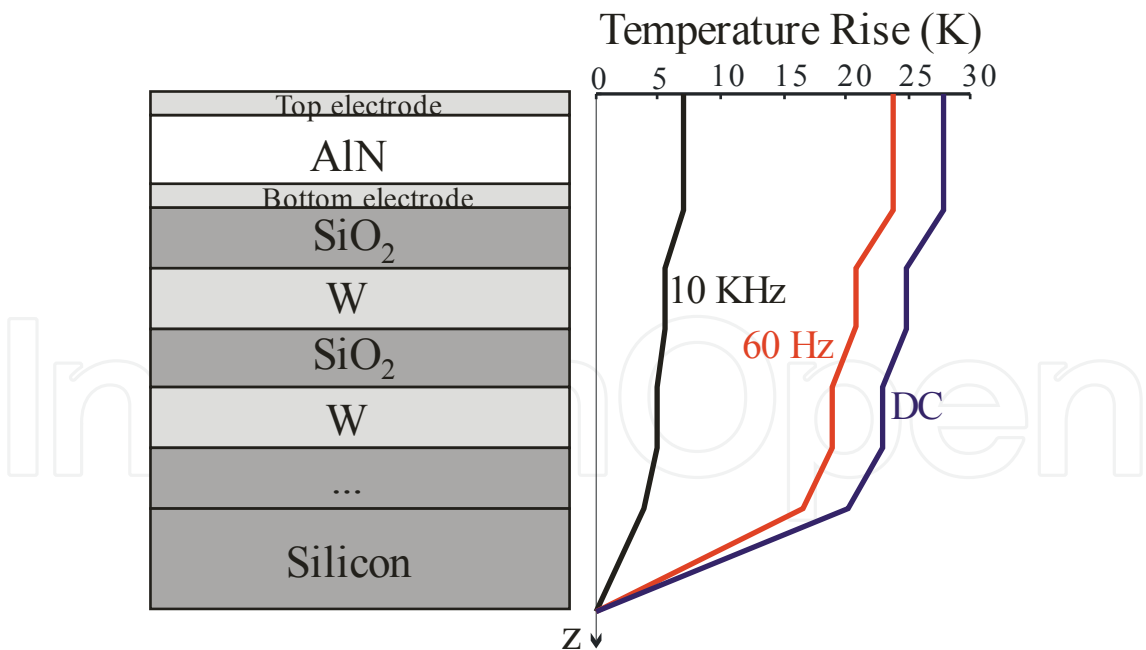 Temperature Rise (K)
0 5 10 15 20 25 30
Top electrode
AlN
Bottom electrode
SiO2
W
10 KHz
SiO2
60 Hz
W
DC
...
Silicon
z
InTechOpen